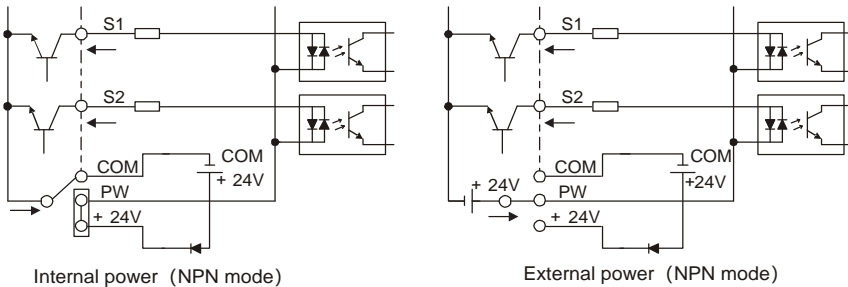 S1
S2
COM
COM
+ 24V
PW
+ 24V
Internal power (NPN mode)
S1
S2
COM
COM
+24V
+ 24V
PW
+ 24V
External power (NPN mode)